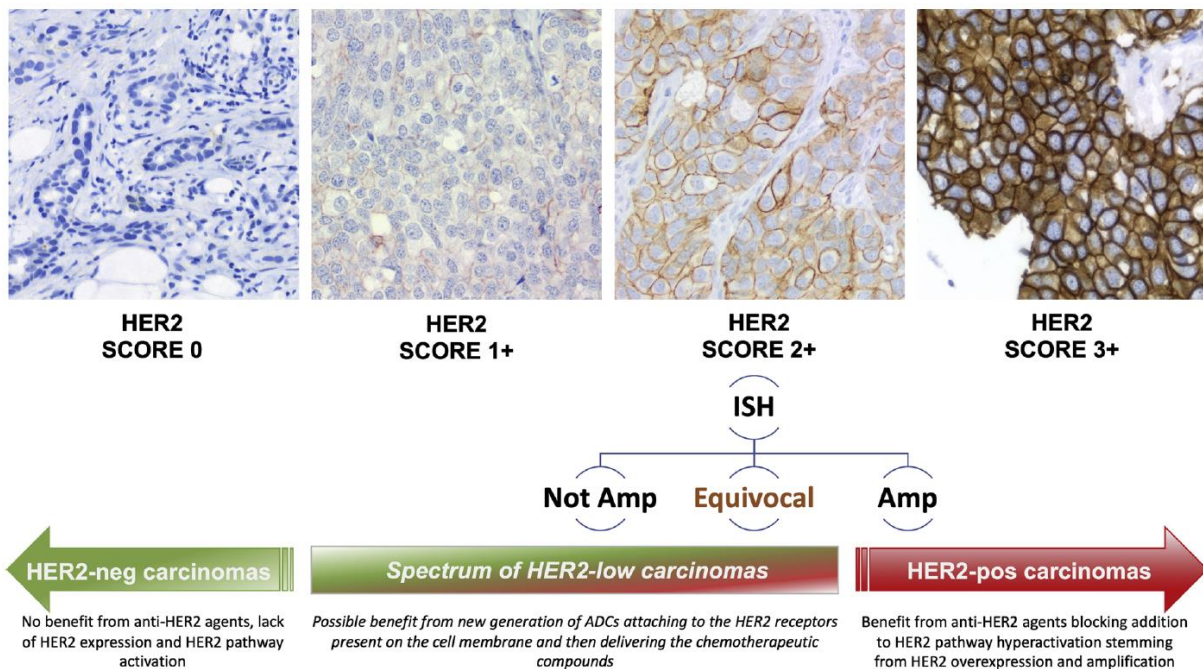 HER2
SCORE 0
HER2
SCORE 1+
HER2
SCORE 2+
HER2
SCORE 3+
ISH
Not Amp
Equivocal
Amp
HER2-neg carcinomas
Spectrum of HER2-low carcinomas
HER2-pos carcinomas
No benefit from anti-HER2 agents, lack
of HER2 expression and HER2 pathway
activation
Possible benefit from new generation of ADCs attaching to the HER2 receptors
present on the cell membrane and then delivering the chemotherapeutic
compounds
Benefit from anti-HER2 agents blocking addition
to HER2 pathway hyperactivation stemming
from HER2 overexpression and amplification